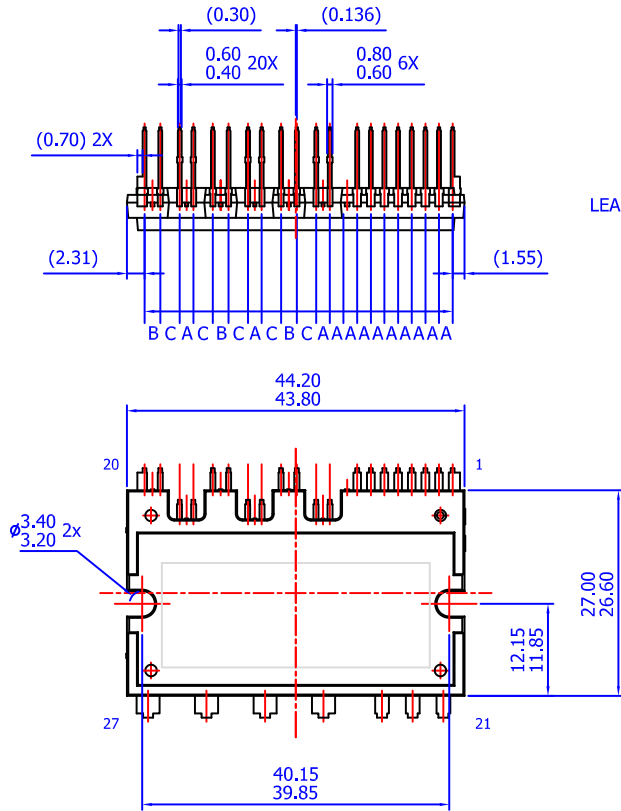 (0.30)
(0.136)
0.60
0.40 20X
0.80
0.60 6X
(0.70) 2X
LEA
(2.31)
(1.55)
B C A C B C A C B C A A A A A A A A A A
44.20
43.80
20
1
ø3.40
3.20 2x
27.00
26.60
12.15
11.85
27
21
40.15
39.85